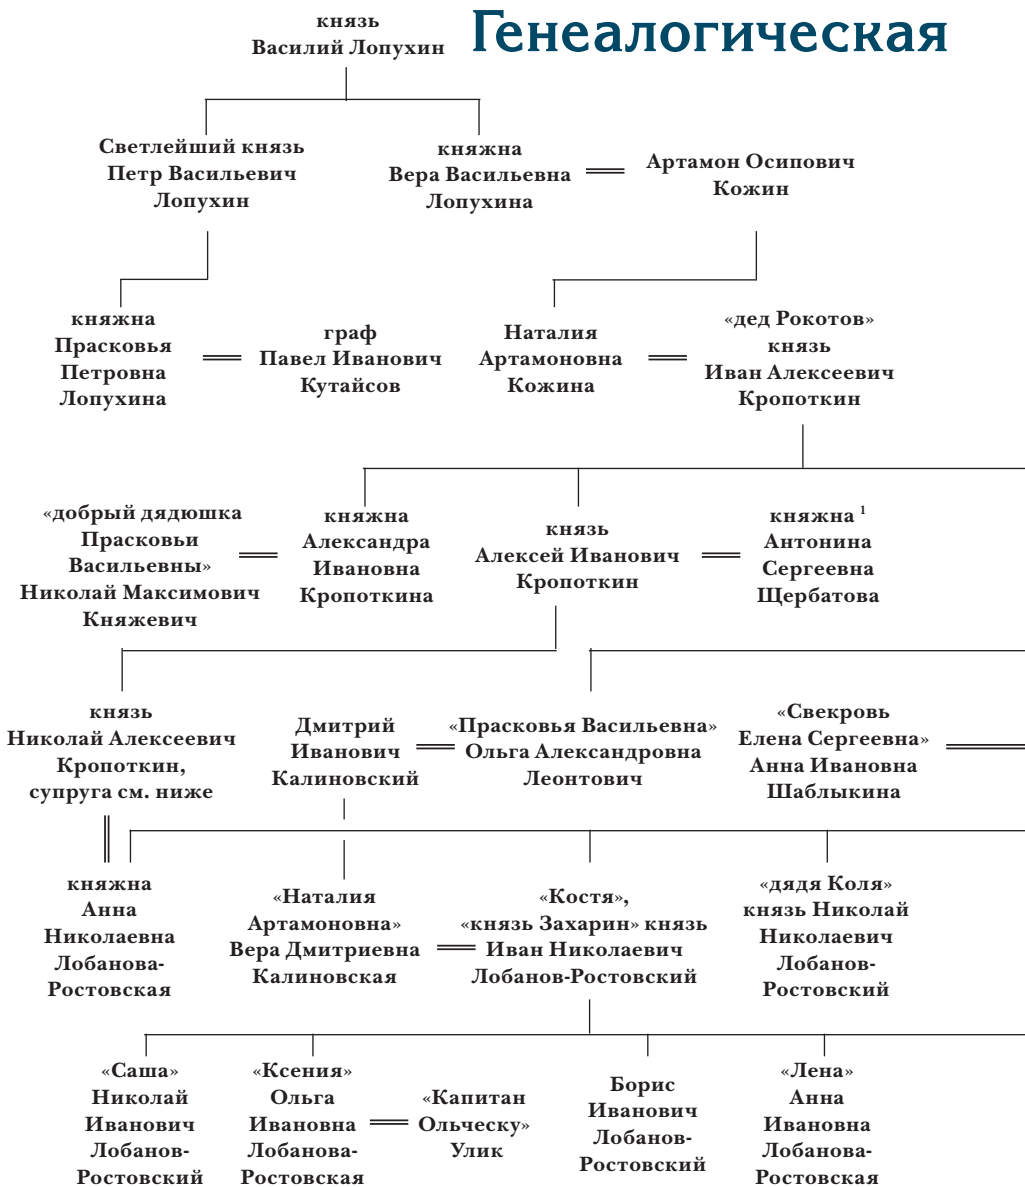 Генеалогическая
князь
Василий Лопухин
Светлейший князь
Петр Васильевич
Лопухин
княжна
Вера Васильевна
Лопухина
Артамон Осипович
Кожин
княжна
Прасковья
Петровна
Лопухина
граф
Павел Иванович
Кутайсов
Наталия
Артамоновна
Кожина
«дед Рокотов»
князь
Иван Алексеевич
Кропоткин
«добрый дядюшка
Прасковьи
Васильевны»
Николай Максимович
Княжевич
княжна
Александра
Ивановна
Кропоткина
князь
Алексей Иванович
Кропоткин
княжна 1
Антонина
Сергеевна
Щербатова
князь
Николай Алексеевич
Кропоткин,
супруга см. ниже
Дмитрий
Иванович
Калиновский
«Прасковья Васильевна»
Ольга Александровна
Леонтович
«Свекровь
Елена Сергеевна»
Анна Ивановна
Шаблыкина
княжна
Анна
Николаевна
Лобанова-
Ростовская
«Наталия
Артамоновна»
Вера Дмитриевна
Калиновская
«Костя»,
«князь Захарин» князь
Иван Николаевич
Лобанов-Ростовский
«дядя Коля»
князь Николай
Николаевич
Лобанов-
Ростовский
«Саша»
Николай
Иванович
Лобанов-
Ростовский
«Ксения»
Ольга
Ивановна
Лобанова-
Ростовская
«Капитан
Ольческу»
Улик
Борис
Иванович
Лобанов-
Ростовский
«Лена»
Анна
Ивановна
Лобанова-
Ростовская